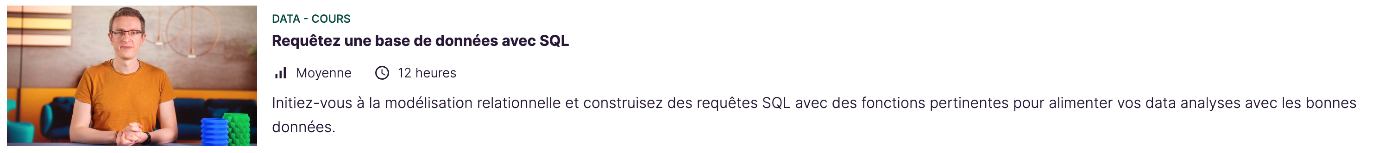 DATA - COURS
Requêtez une base de données avec SQL
Moyenne 12 heures
Initiez-vous à la modélisation relationnelle et construisez des requêtes SQL avec des fonctions pertinentes pour alimenter vos data analyses avec les bonnes
données.